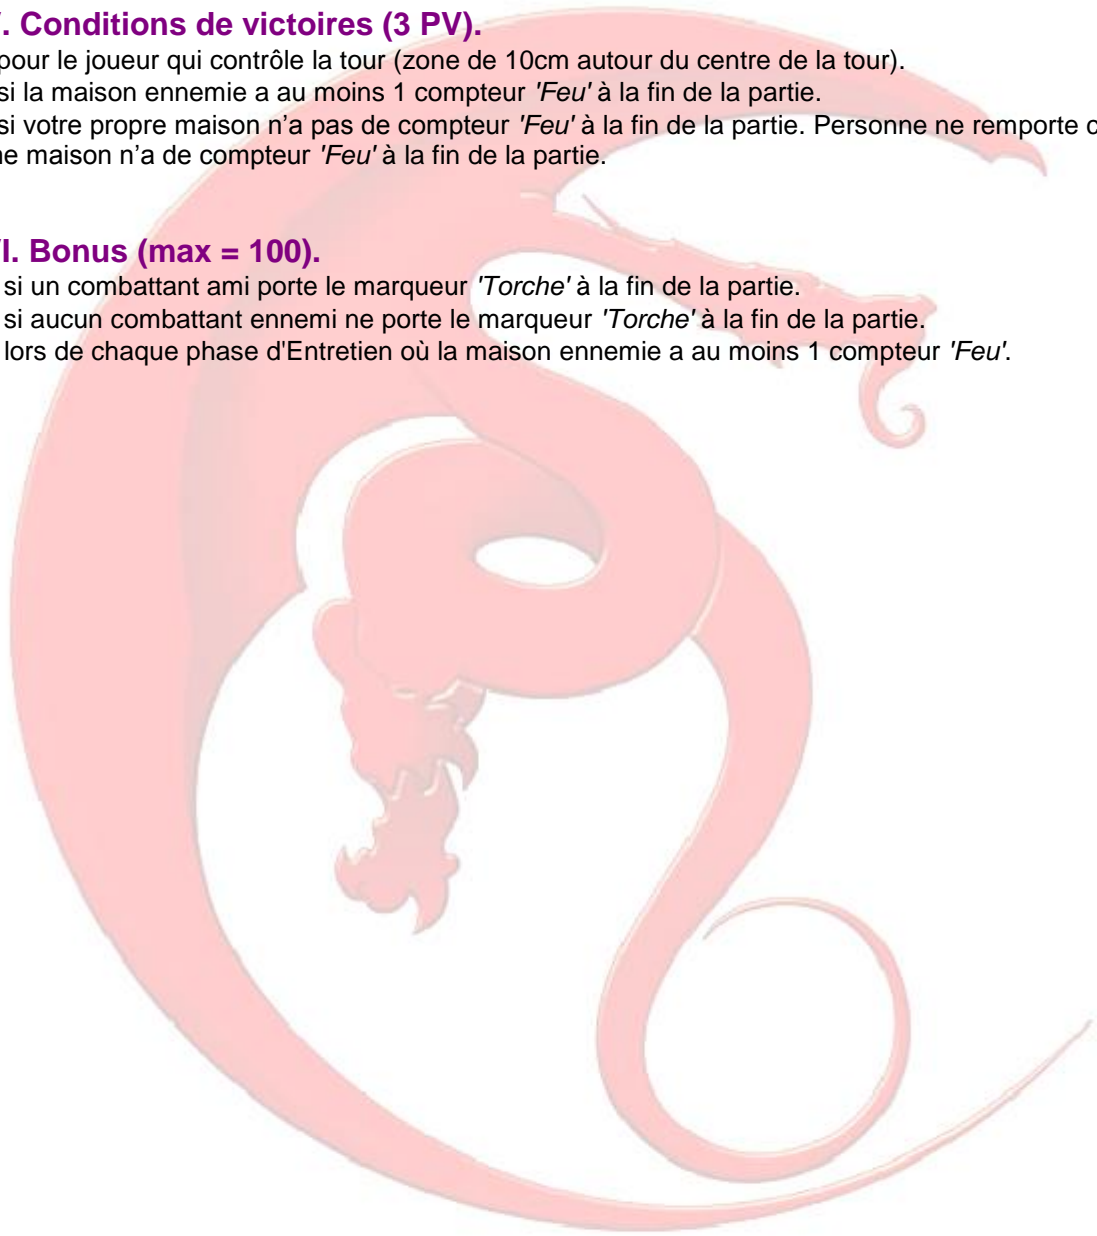 . Conditions de victoires (3 PV).
pour le joueur qui contrôle la tour (zone de 10cm autour du centre de la tour).
si la maison ennemie a au moins 1 compteur 'Feu' à la fin de la partie.
si votre propre maison n’a pas de compteur 'Feu' à la fin de la partie. Personne ne remporte
maison n’a de compteur 'Feu' à la fin de la partie.
I. Bonus (max = 100).
si un combattant ami porte le marqueur 'Torche' à la fin de la partie.
si aucun combattant ennemi ne porte le marqueur 'Torche' à la fin de la partie.
lors de chaque phase d'Entretien où la maison ennemie a au moins 1 compteur 'Feu'.